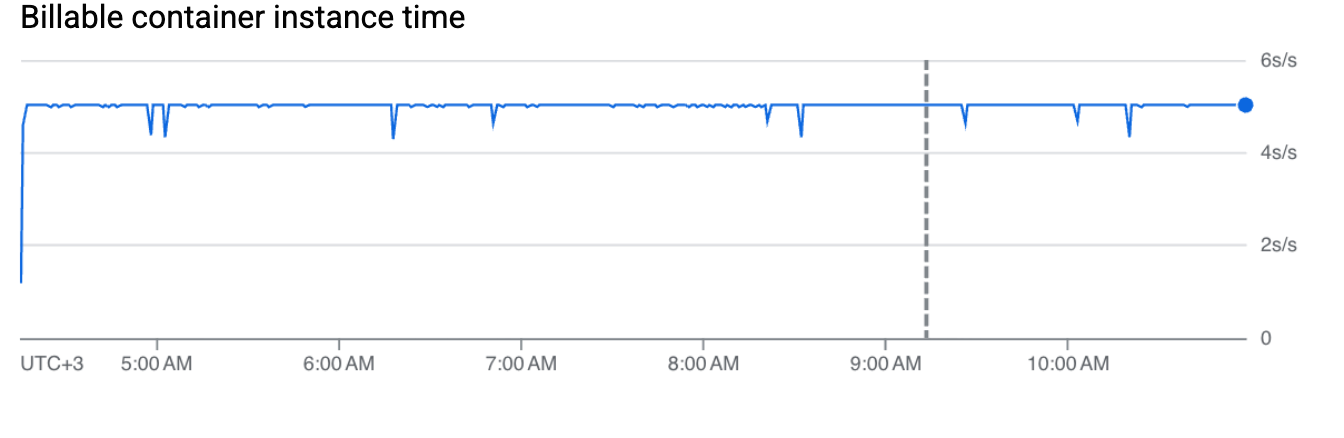 Billable container instance time
6s/s
4s/s
2s/s
0
UTC+3 5:00 AM 6:00 AM 7:00 AM 8:00 AM 9:00 AM 10:00 AM